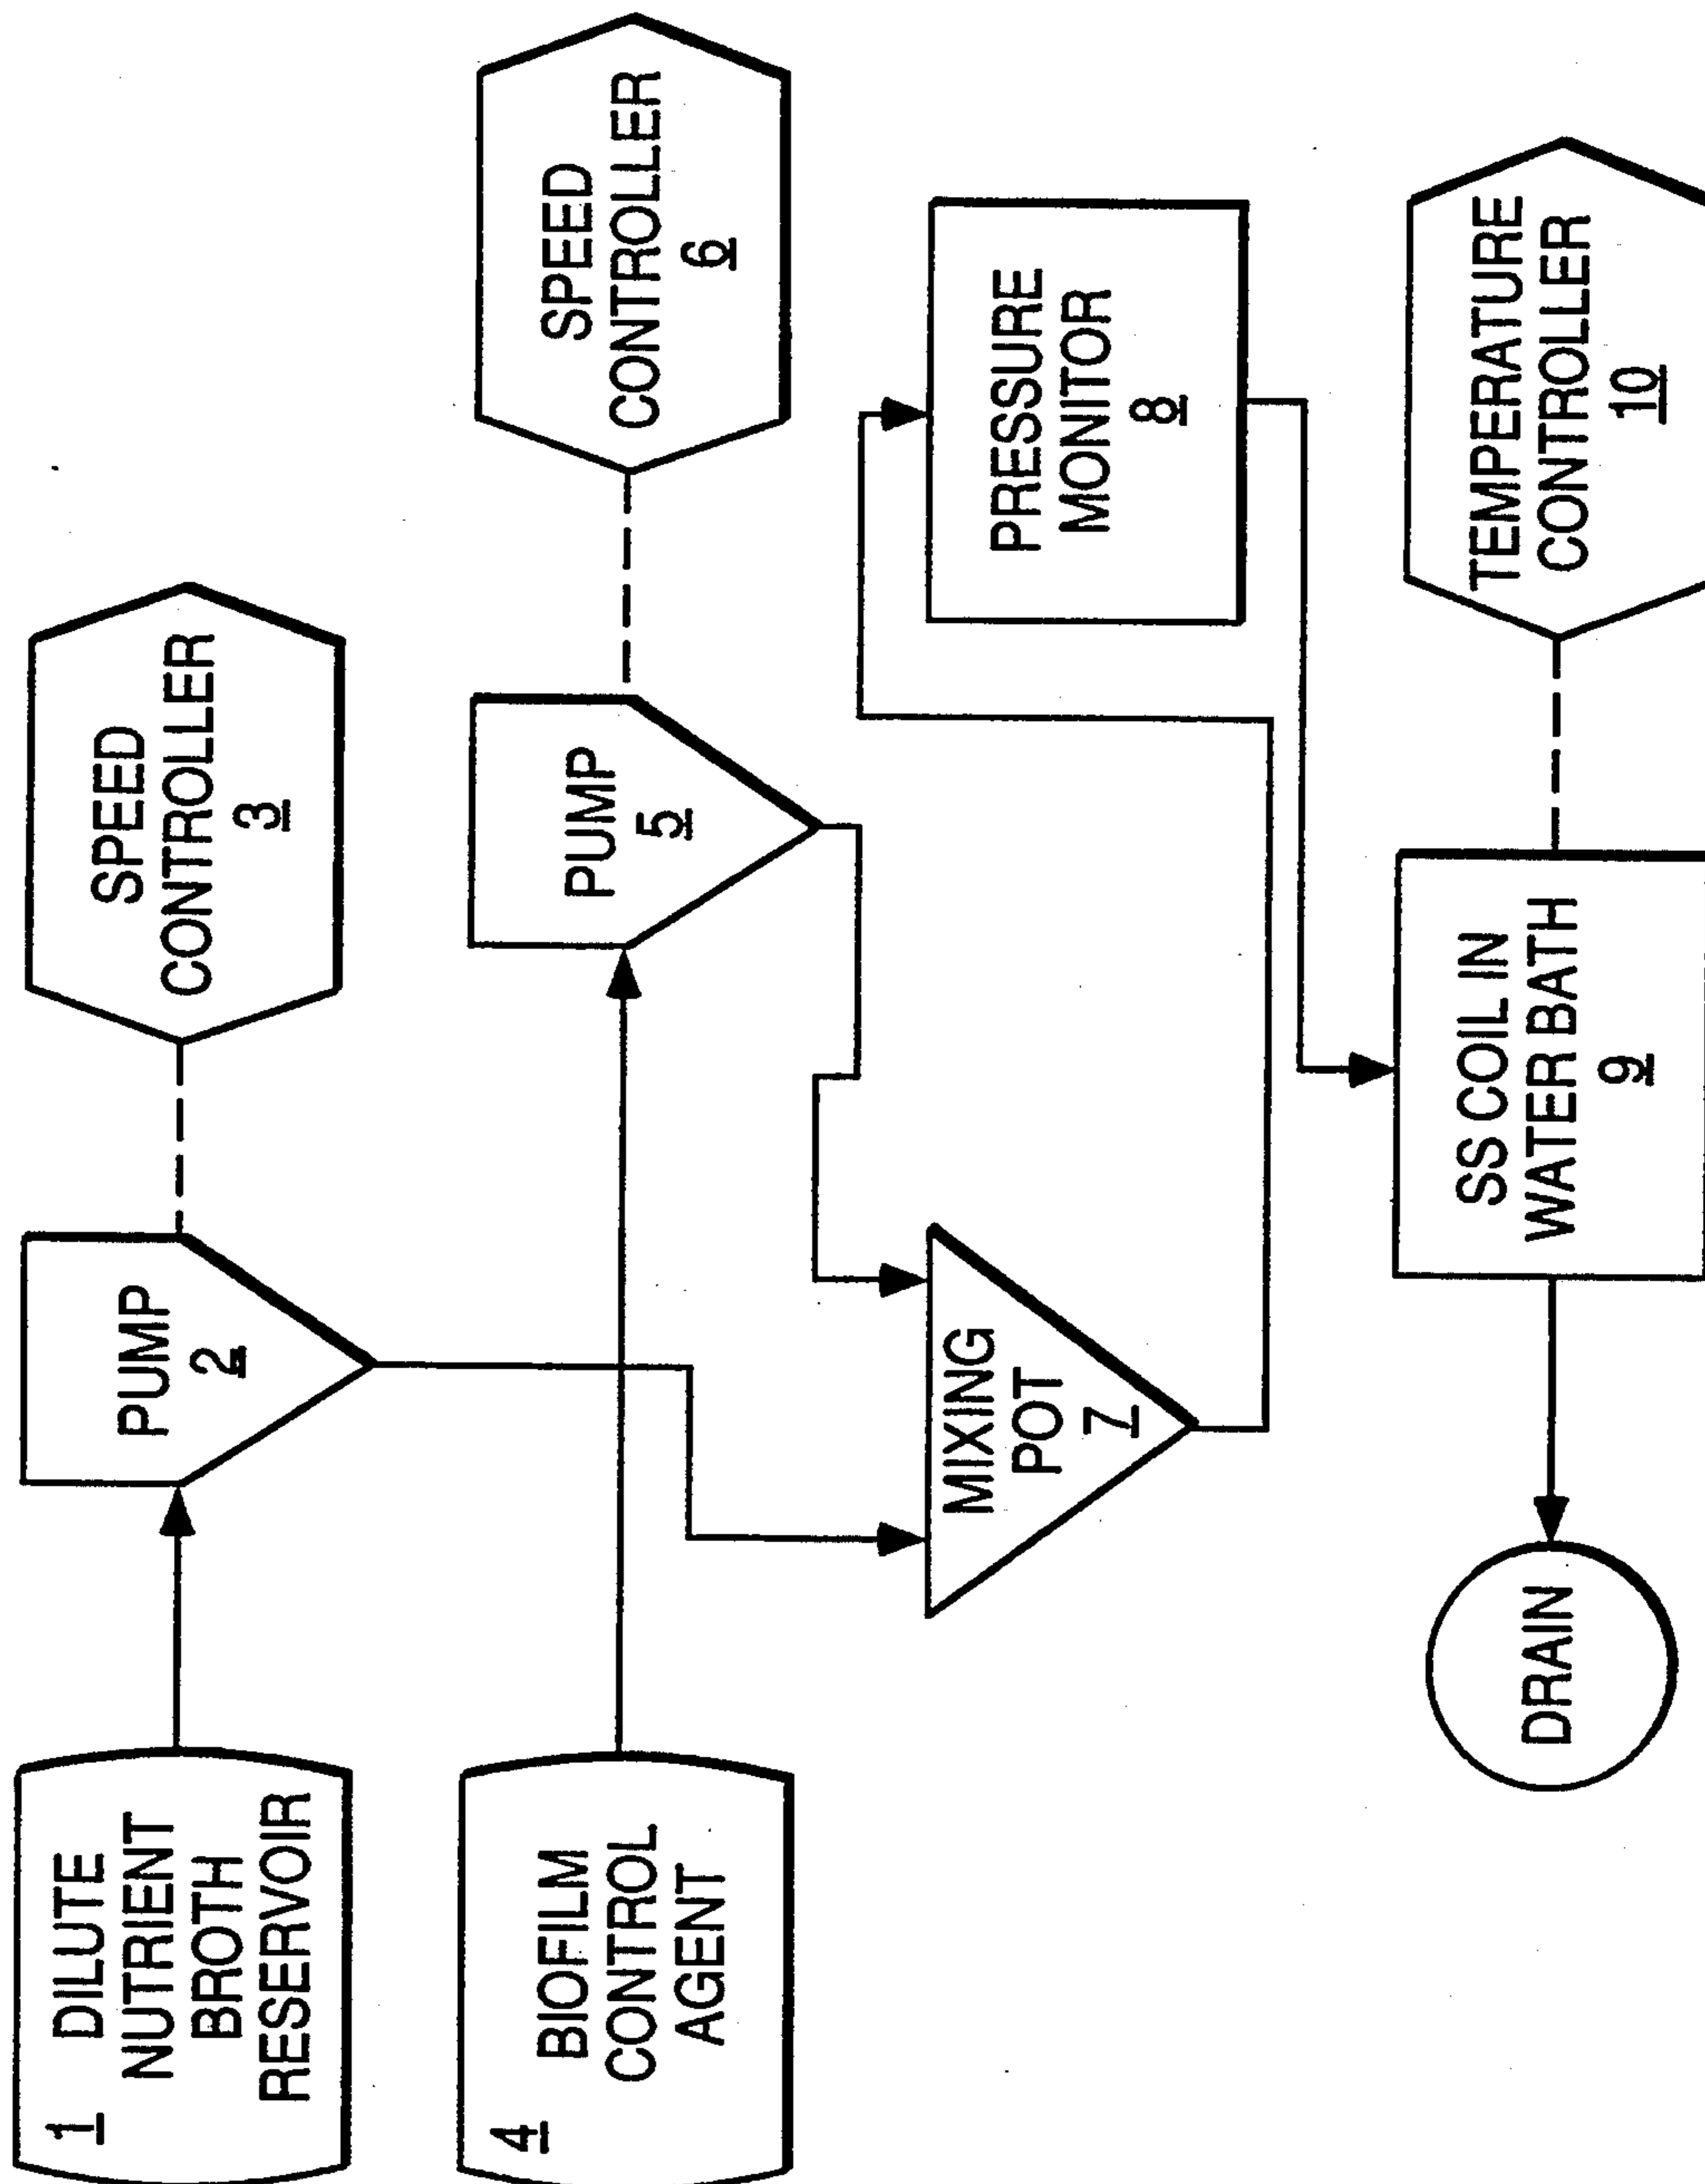 1 DILUTE
NUTRIENT
BROTH
RESERVOIR
PUMP
2
SPEED
CONTROLLER
3
4 BIOFILM
CONTROL
AGENT
PUMP
5
SPEED
CONTROLLER
6
MIXING
POT
7
PRESSURE
MONITOR
8
DRAIN
SS COIL IN
WATER BATH
9
TEMPERATURE
CONTROLLER
10